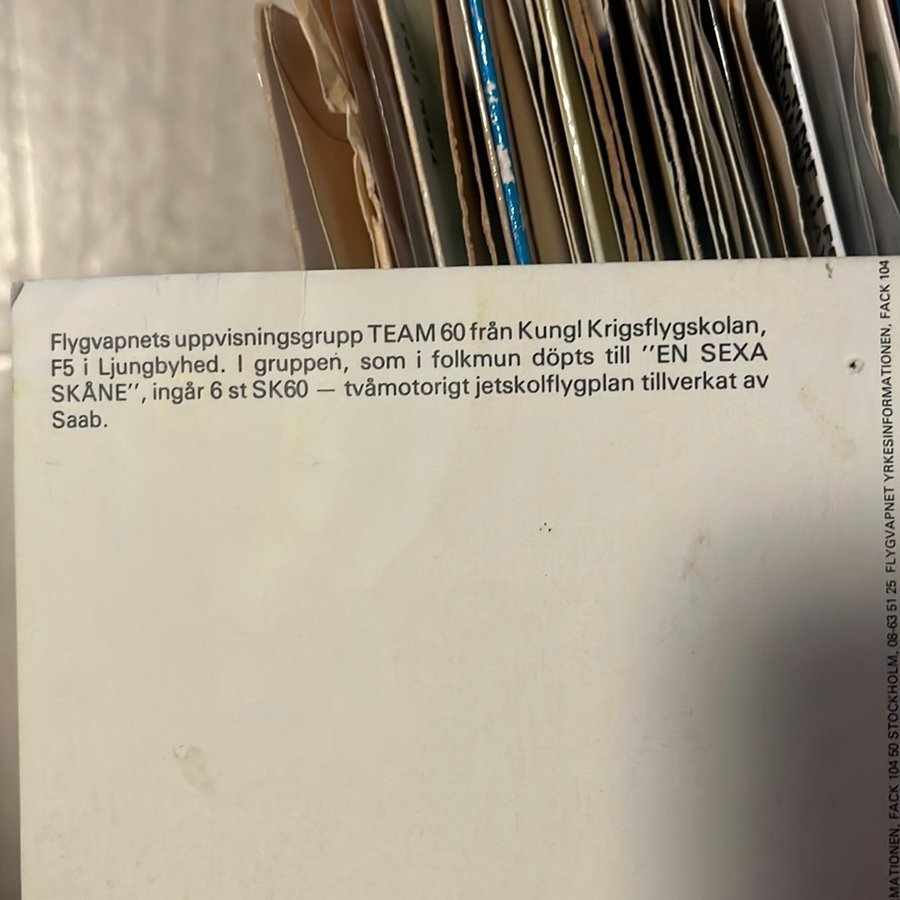 Flygvapnets uppvisningsgrupp TEAM 60 från Kungl Krigsflygskolan,
F5 i Ljungbyhed. I gruppen, som i folkmun döpts till ”EN SEXA
SKÅNE”, ingår 6 st SK60 — tvåmotorigt jetskolflygplan tillverkat av
Saab.
MATIONEN, FACK 104 50 STOCKHOLM, 08-63 51 25 FLYGVAPNET YRKESINFORMATIONEN, FACK 104